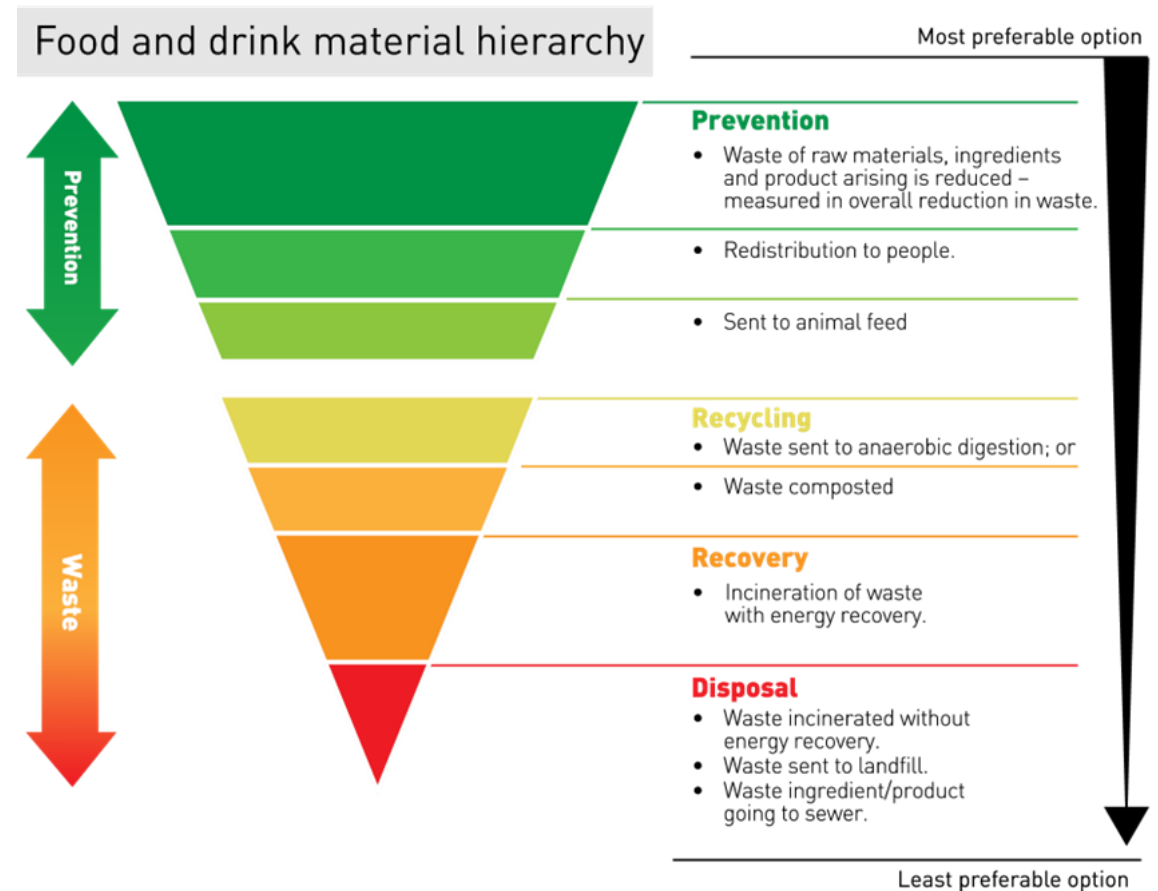 Food and drink material hierarchy
Most preferable option
Prevention
Prevention
• Waste of raw materials, ingredients
and product arising is reduced –
measured in overall reduction in waste.
• Redistribution to people.
• Sent to animal feed
Waste
Recycling
• Waste sent to anaerobic digestion; or
• Waste composted
Recovery
• Incineration of waste
with energy recovery.
Disposal
• Waste incinerated without
energy recovery.
• Waste sent to landfill.
• Waste ingredient/product
going to sewer.
Least preferable option